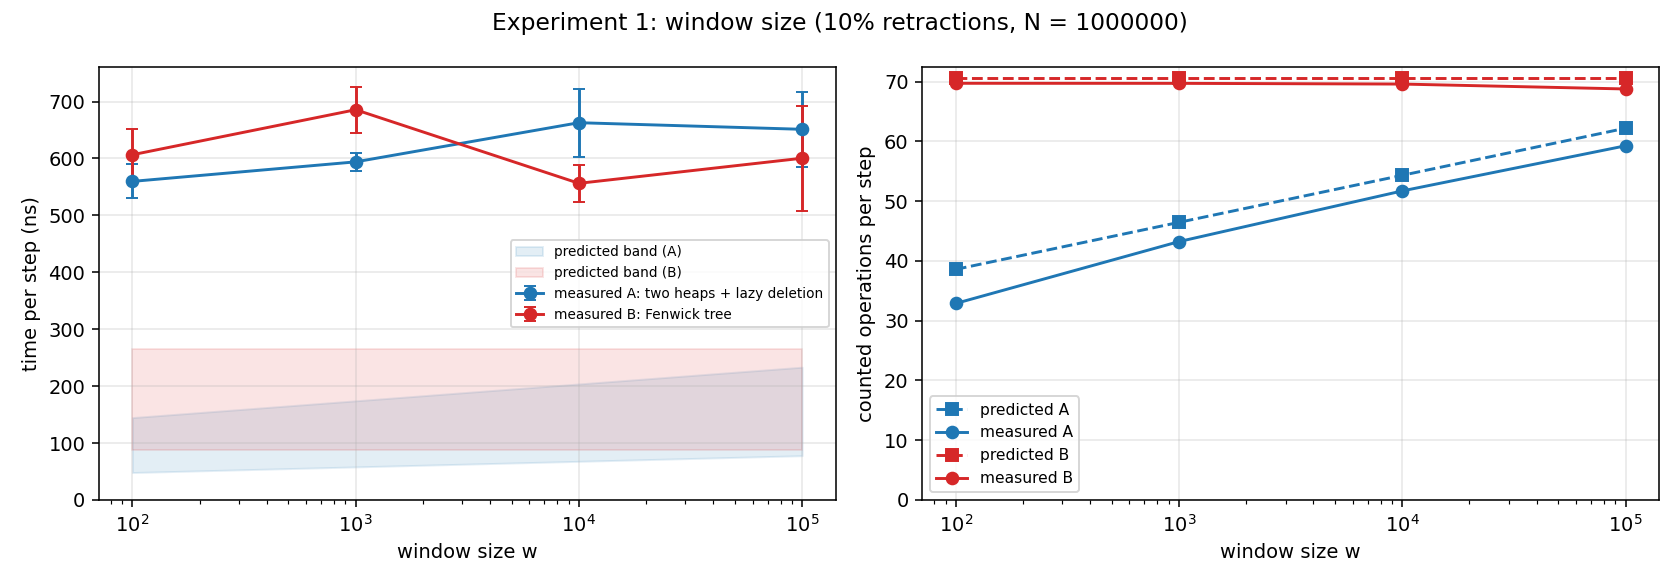 Experiment 1: window size (10% retractions, N = 1000000)
time per step (ns)
700
600
500
400
300
200
100
0
predicted band (A)
predicted band (B)
measured A: two heaps + lazy deletion
measured B: Fenwick tree
10²
10³
10⁴
10⁵
window size w
counted operations per step
70
60
50
40
30
20
10
0
predicted A
measured A
predicted B
measured B
10²
10³
10⁴
10⁵
window size w